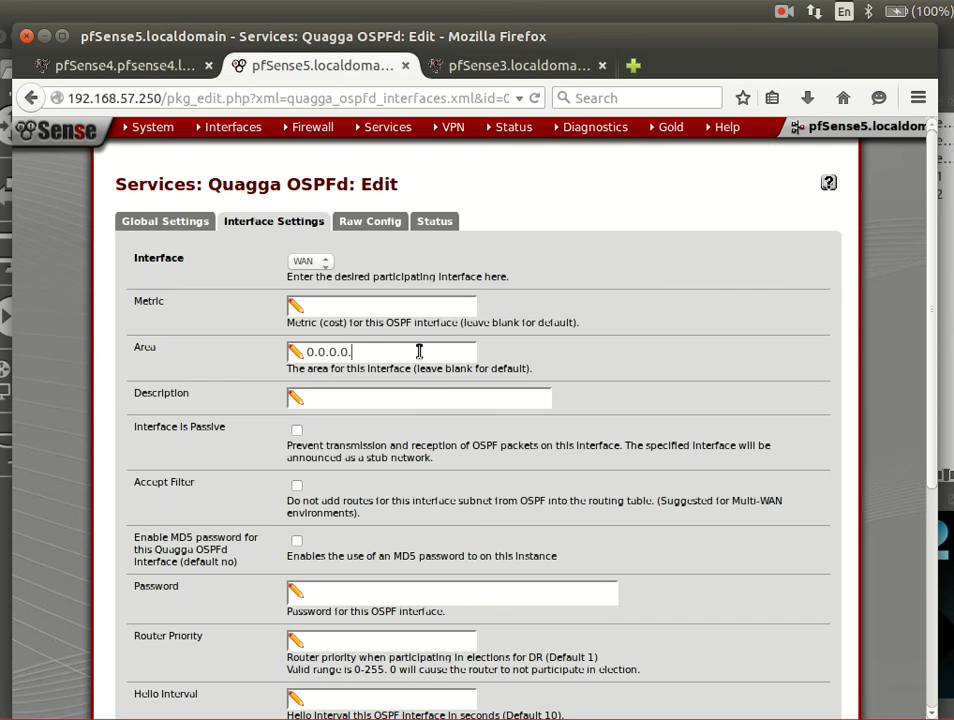 En (100%)
pfSense5.localdomain - Services: Quagga OSPFd: Edit - Mozilla Firefox
pfSense4.pfsense4.l... × pfSense5.localdoma... × pfSense3.localdoma... ×
192.168.57.250/pkg_edit.php?xml=quagga_ospfd_interfaces.xml&id=0 Search
Sense System Interfaces Firewall Services VPN Status Diagnostics Gold Help pfSense5.localdom
Services: Quagga OSPFd: Edit ?
Global Settings Interface Settings Raw Config Status
Interface WAN
Enter the desired participating interface here.
Metric
Metric (cost) for this OSPF interface (leave blank for default).
Area 0.0.0.0.
The area for this interface (leave blank for default).
Description
Interface is Passive
Prevent transmission and reception of OSPF packets on this interface. The specified interface will be
announced as a stub network.
Accept Filter
Do not add routes for this interface subnet from OSPF into the routing table. (Suggested for Multi-WAN
environments).
Enable MD5 password for
this Quagga OSPFd
Interface (default no)
Enables the use of an MD5 password to on this instance
Password
Password for this OSPF interface.
Router Priority
Router priority when participating in elections for DR (Default 1)
Valid range is 0-255. 0 will cause the router to not participate in election.
Hello Interval
Hello Interval this OSPF interface in seconds (Default 10).